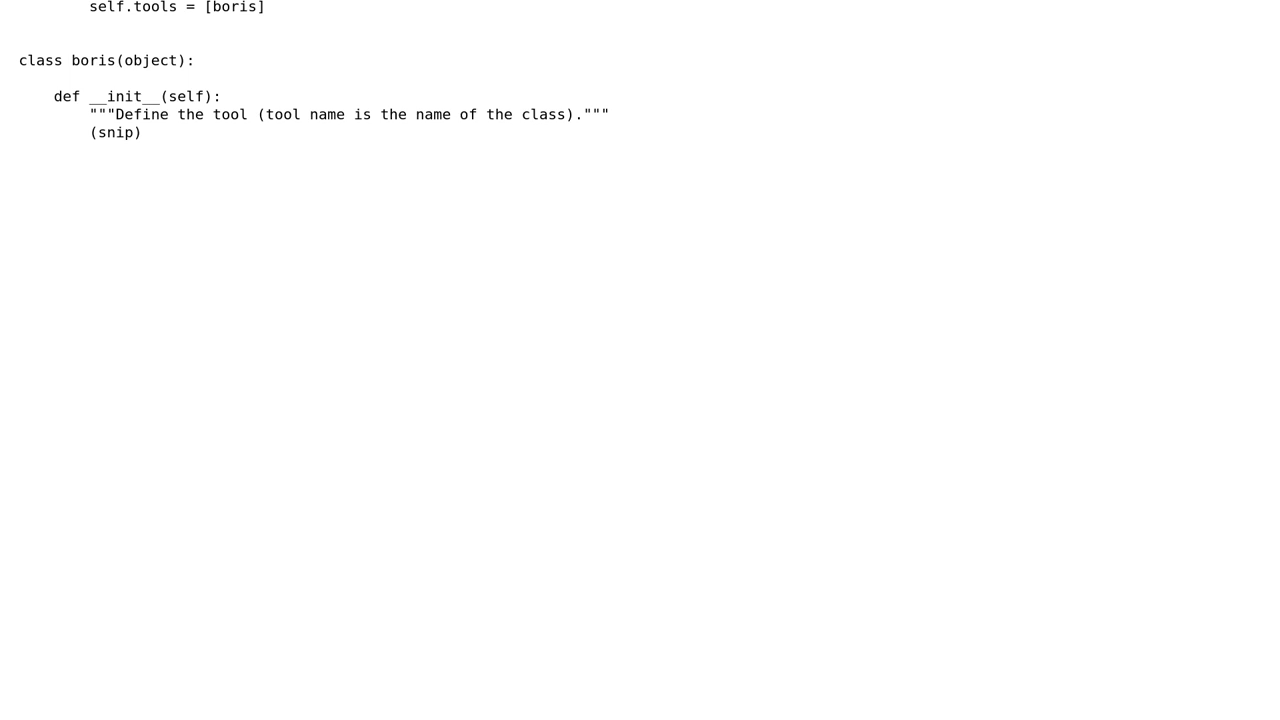 self.tools = [boris]


class boris(object):

    def __init__(self):
        """Define the tool (tool name is the name of the class)."""
        (snip)